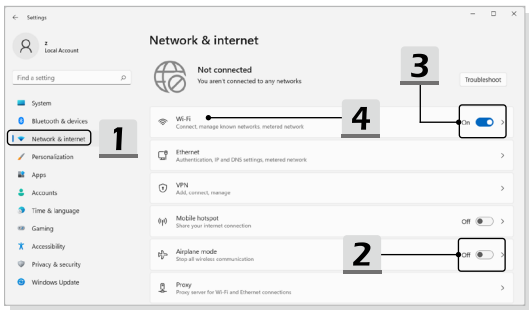 Settings
z
Local Account
Find a setting
System
Bluetooth & devices
Network & internet
Personalization
Apps
Accounts
Time & language
Gaming
Accessibility
Privacy & security
Windows Update
1
Network & internet
Not connected
You aren't connected to any networks
Troubleshoot
3
Wi-Fi
Connect, manage known networks, metered network
4
On
Ethernet
Authentication, IP and DNS settings, metered network
VPN
Add, connect, manage
Mobile hotspot
Share your internet connection
Off
Airplane mode
Stop all wireless communication
2
Off
Proxy
Proxy server for Wi-Fi and Ethernet connections